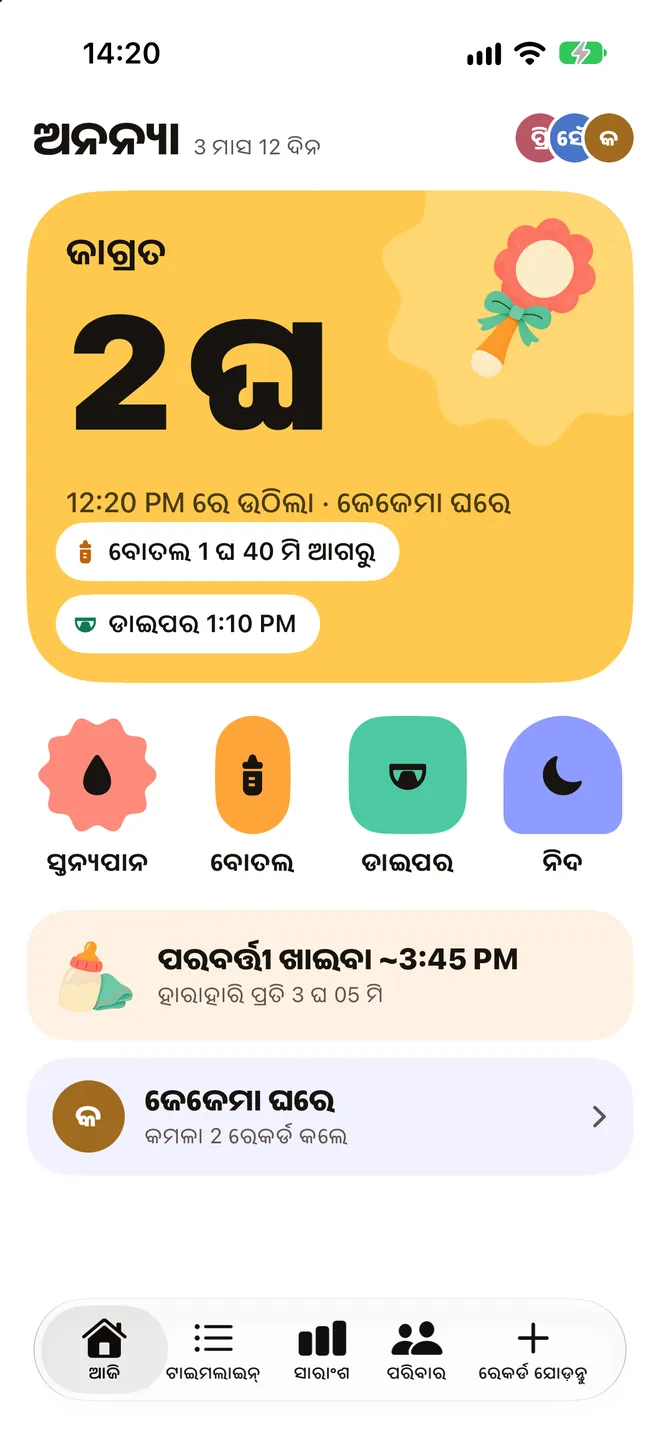 14:20
ଅନନ୍ୟା 3 ମାସ 12 ଦିନ
ପ୍ରି ସୌ କ
ଜାଗ୍ରତ
2 ଘ
12:20 PM ରେ ଉଠିଲା · ଜେଜେମା ଘରେ
ବୋତଲ 1 ଘ 40 ମି ଆଗରୁ
ଡାଇପର 1:10 PM
ସ୍ତନ୍ୟପାନ ବୋତଲ ଡାଇପର ନିଦ
ପରବର୍ତ୍ତୀ ଖାଇବା ~3:45 PM
ହାରାହାରି ପ୍ରତି 3 ଘ 05 ମି
କ
ଜେଜେମା ଘରେ
କମଳା 2 ରେକର୍ଡ କଲେ
ଆଜି ଟାଇମଲାଇନ୍ ସାରାଂଶ ପରିବାର ରେକର୍ଡ ଯୋଡ଼ନ୍ତୁ